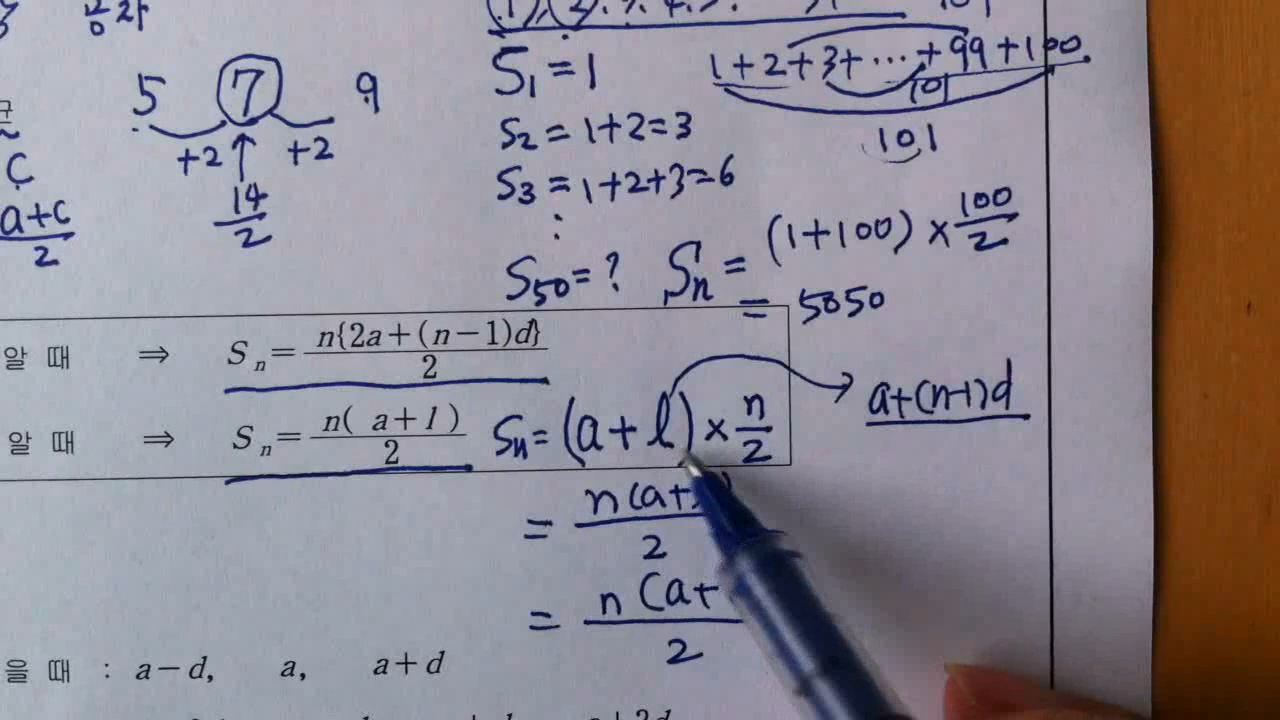 5 7 9
+2 +2
14/2
C
a+c/2
S₁=1
S₂=1+2=3
S₃=1+2+3=6
⋮
S₅₀=?
1+2+3+⋯+99+100
101
101
Sₙ=(1+100)×100/2
=5050
알 때 ⇒ Sₙ=n{2a+(n-1)d}/2
알 때 ⇒ Sₙ=n( a+l )/2
Sₙ=(a+l)×n/2
a+(n-1)d
=n(a+/2
=n(a+/2
을 때 : a-d, a, a+d